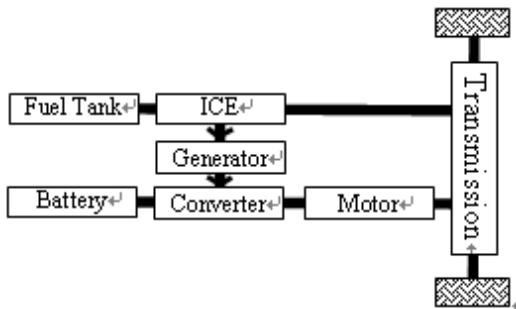 Fuel Tank
ICE
Generator
Battery
Converter
Motor
Transmission